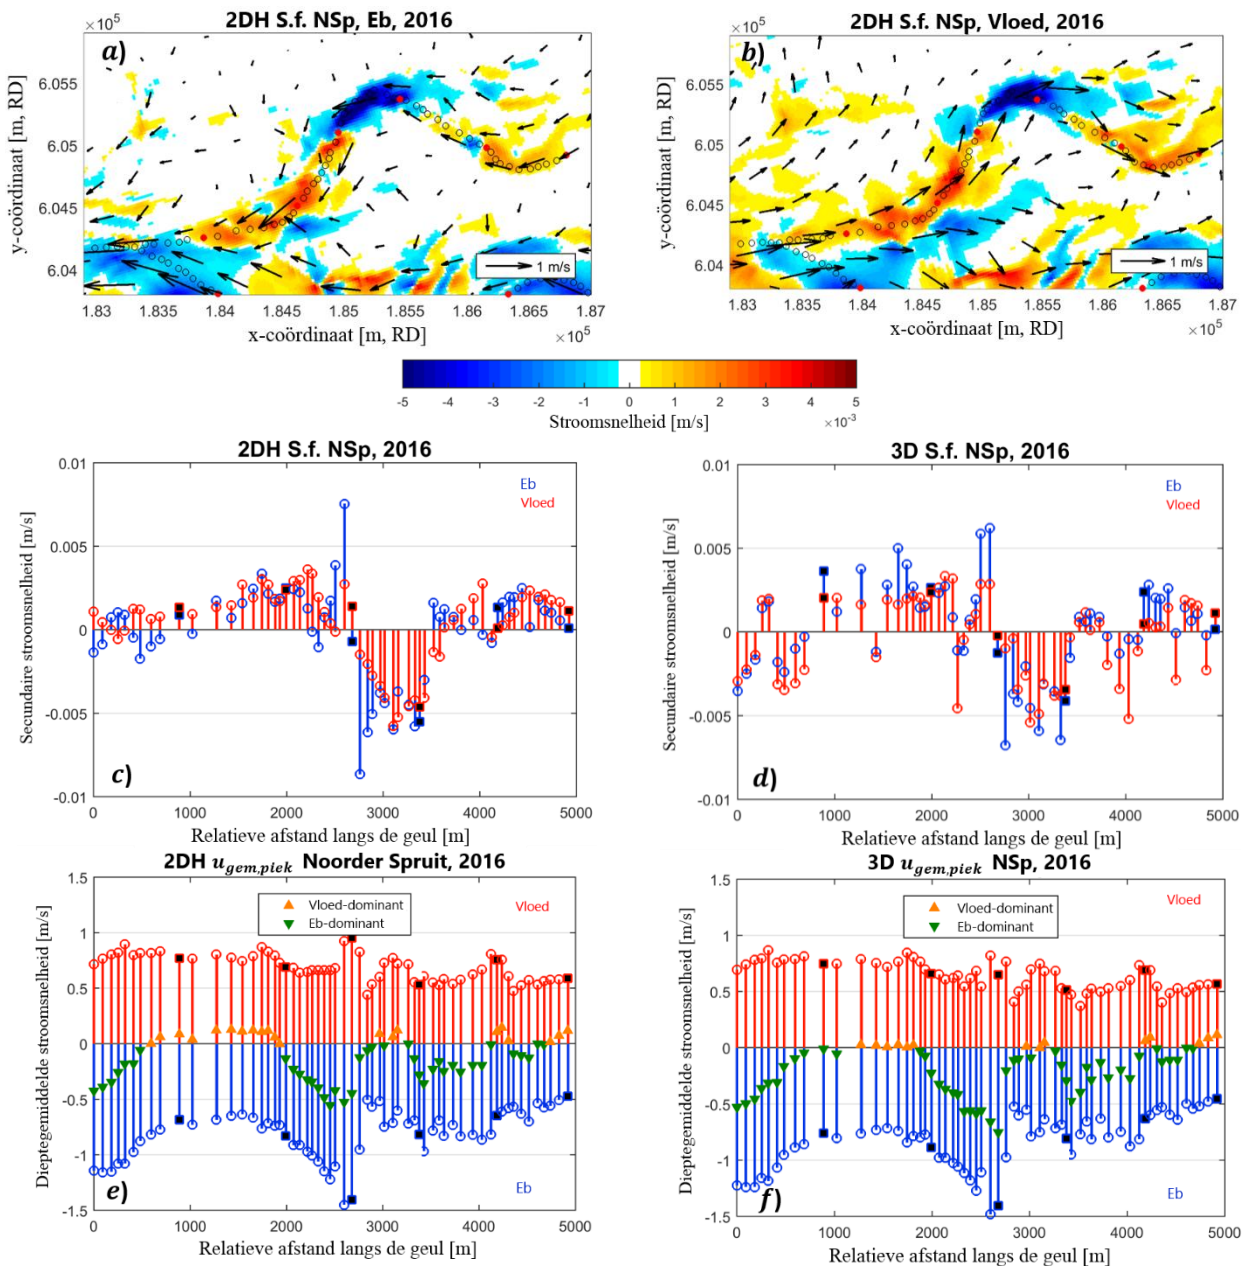 2DH S.f. NSp, Eb, 2016
×10⁵
a)
6.055
6.05
6.045
6.04
y-coördinaat [m, RD]
1 m/s
1.83 1.835 1.84 1.845 1.85 1.855 1.86 1.865 1.87
×10⁵
x-coördinaat [m, RD]
2DH S.f. NSp, Vloed, 2016
×10⁵
b)
6.055
6.05
6.045
6.04
y-coördinaat [m, RD]
1 m/s
1.83 1.835 1.84 1.845 1.85 1.855 1.86 1.865 1.87
×10⁵
x-coördinaat [m, RD]
-5 -4 -3 -2 -1 0 1 2 3 4 5
Stroomsnelheid [m/s]
×10⁻³
2DH S.f. NSp, 2016
0.01
0.005
0
-0.005
-0.01
Secundaire stroomsnelheid [m/s]
Eb
Vloed
c)
0 1000 2000 3000 4000 5000
Relatieve afstand langs de geul [m]
3D S.f. NSp, 2016
0.01
0.005
0
-0.005
-0.01
Secundaire stroomsnelheid [m/s]
Eb
Vloed
d)
0 1000 2000 3000 4000 5000
Relatieve afstand langs de geul [m]
2DH u_gem,piek Noorder Spruit, 2016
1.5
1
0.5
0
-0.5
-1
-1.5
Dieptegemiddelde stroomsnelheid [m/s]
Vloed-dominant
Eb-dominant
Vloed
Eb
e)
0 1000 2000 3000 4000 5000
Relatieve afstand langs de geul [m]
3D u_gem,piek NSp, 2016
1.5
1
0.5
0
-0.5
-1
-1.5
Dieptegemiddelde stroomsnelheid [m/s]
Vloed-dominant
Eb-dominant
Vloed
Eb
f)
0 1000 2000 3000 4000 5000
Relatieve afstand langs de geul [m]